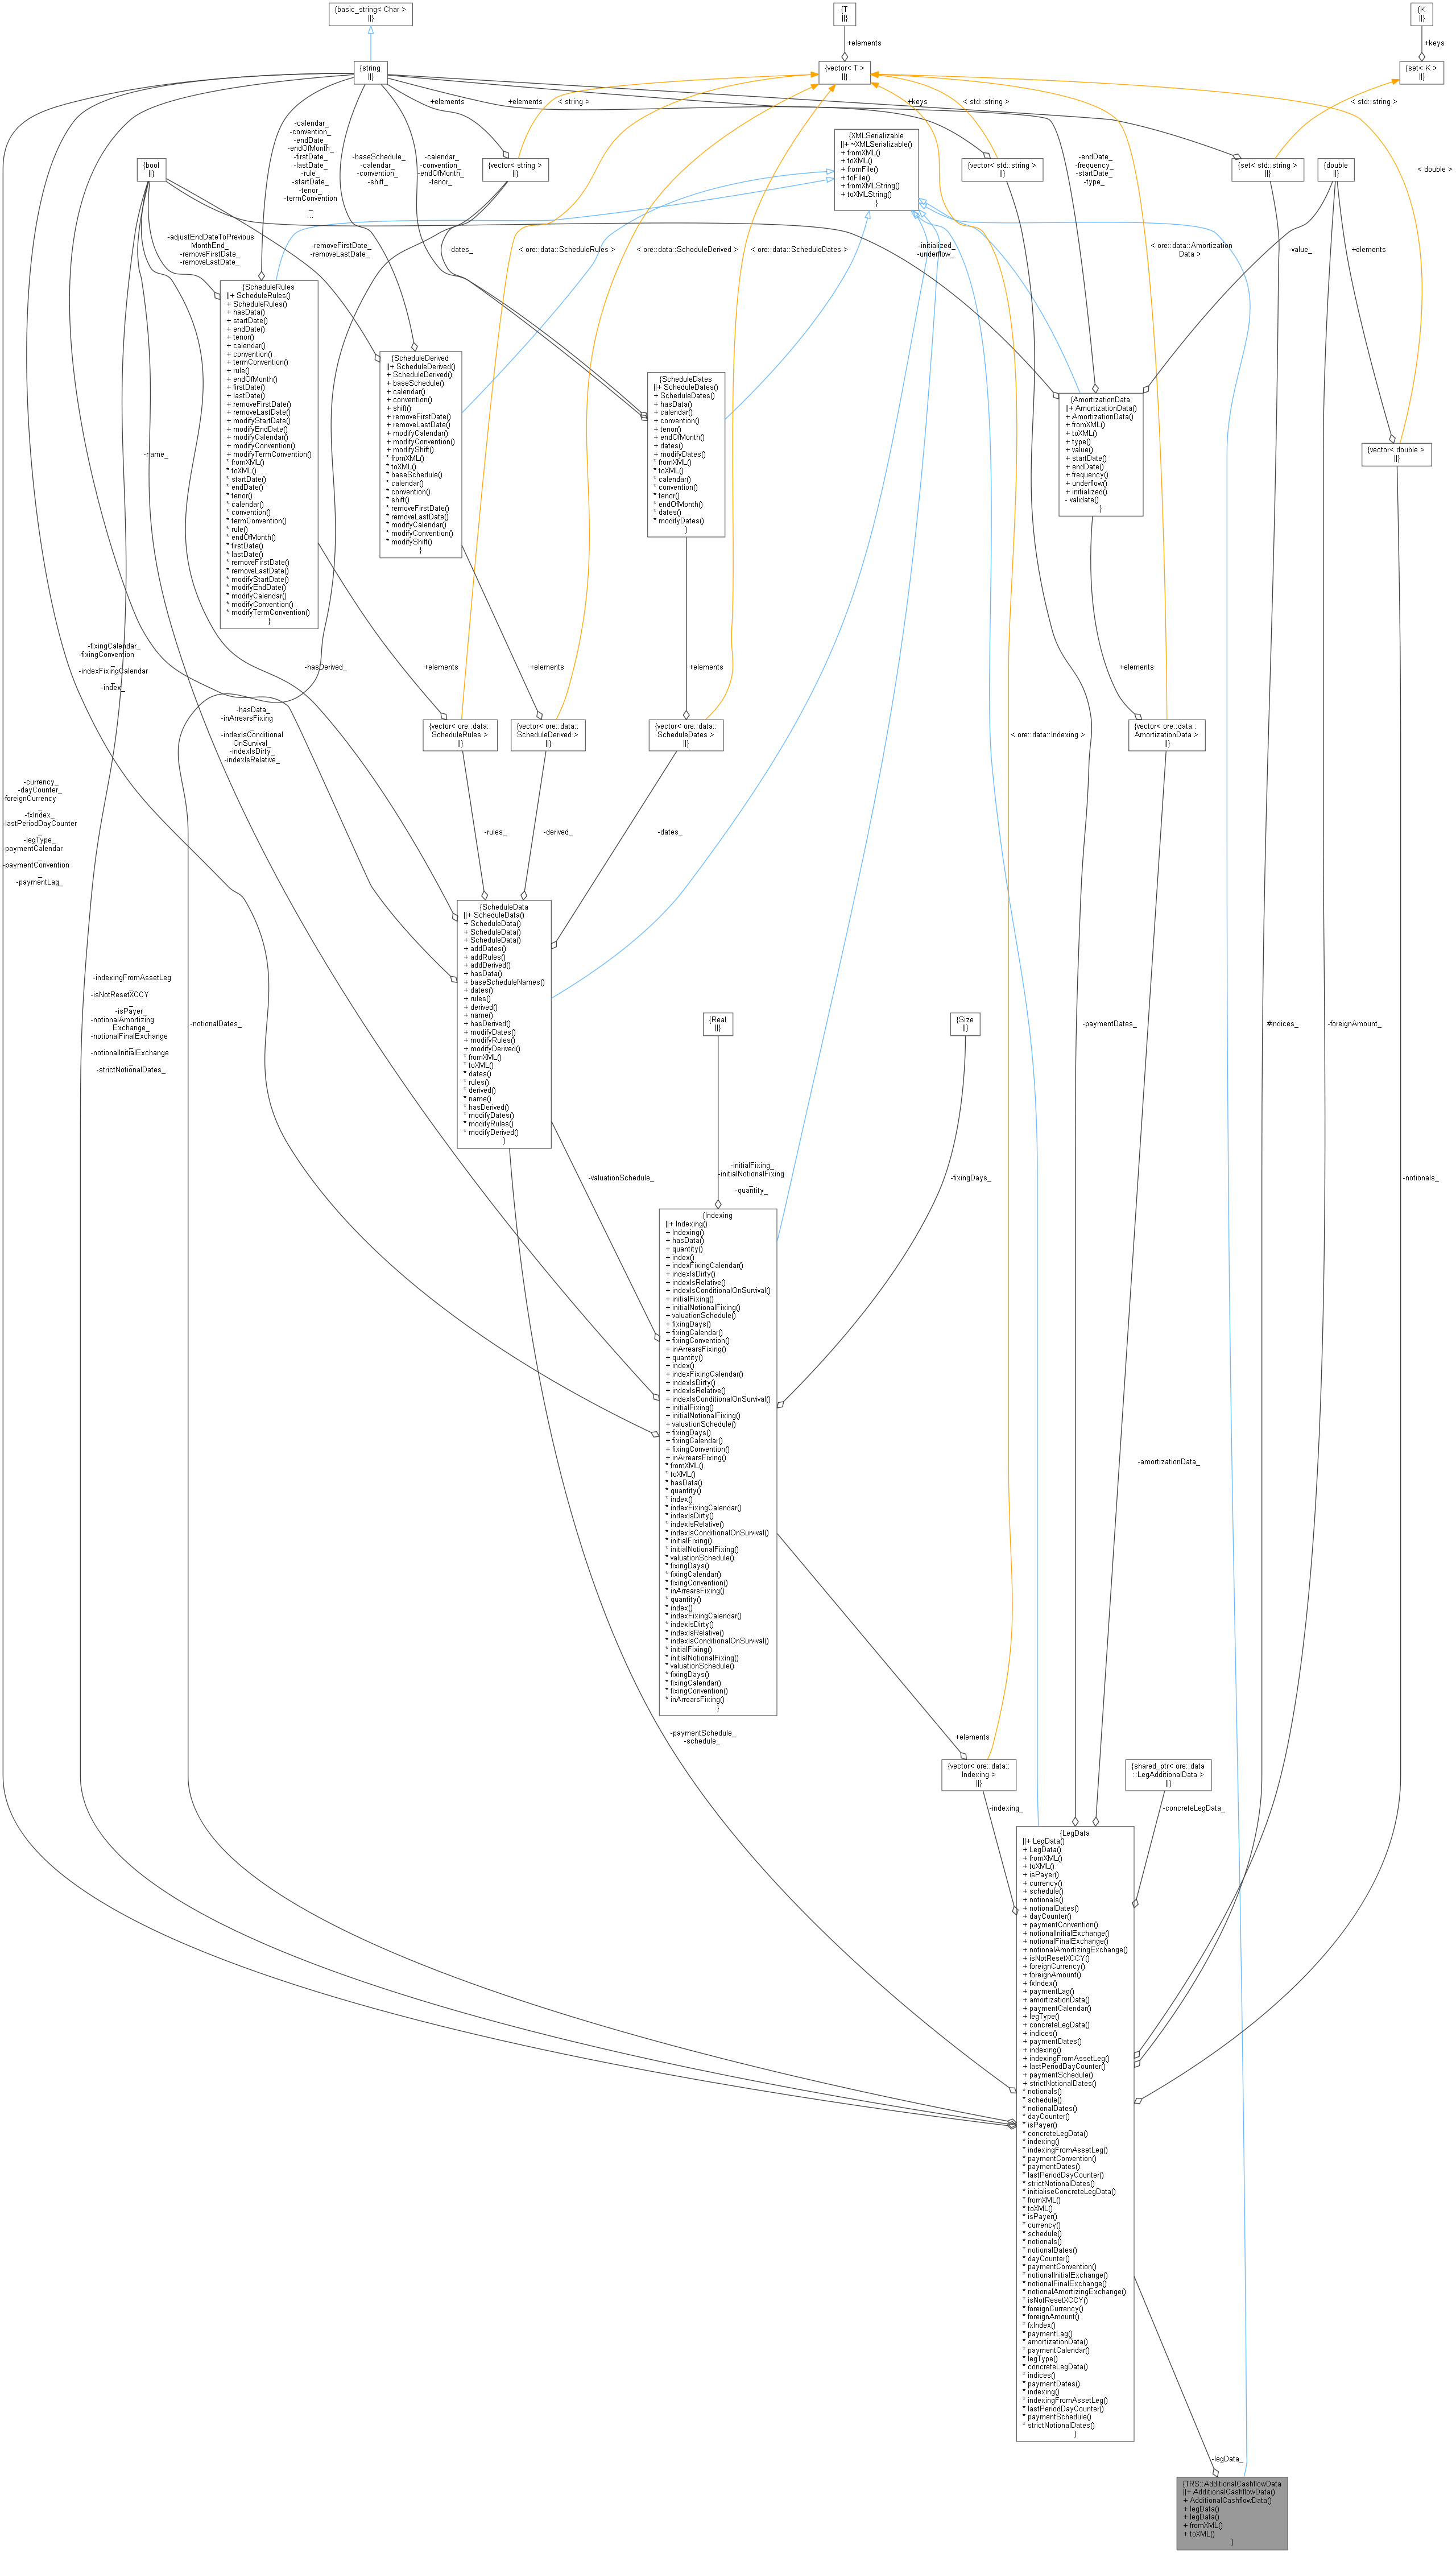 {basic_string< Char >
||}
{T
||}
{K
||}
+elements
+keys
{string
||}
{vector< T >
||}
{set< K >
||}
+elements
+elements
< string >
+keys
< std::string >
< std::string >
{XMLSerializable
||+ ~XMLSerializable()
+ fromXML()
+ toXML()
+ fromFile()
+ toFile()
+ fromXMLString()
+ toXMLString()
}
-calendar_
-convention_
-endDate_
-endOfMonth_
-firstDate_
-lastDate_
-rule_
-startDate_
-tenor_
-termConvention
_
...
-baseSchedule_
-calendar_
-convention_
-shift_
-calendar_
-convention_
-endOfMonth_
-tenor_
{bool
||}
{vector< string >
||}
{vector< std::string >
||}
-endDate_
-frequency_
-startDate_
-type_
{set< std::string >
||}
{double
||}
< double >
-adjustEndDateToPrevious
MonthEnd_
-removeFirstDate_
-removeLastDate_
-removeFirstDate_
-removeLastDate_
-dates_
< ore::data::ScheduleRules >
< ore::data::ScheduleDerived >
< ore::data::ScheduleDates >
-initialized_
-underflow_
< ore::data::Amortization
Data >
-value_
+elements
{ScheduleRules
||+ ScheduleRules()
+ ScheduleRules()
+ hasData()
+ startDate()
+ endDate()
+ tenor()
+ calendar()
+ convention()
+ termConvention()
+ rule()
+ endOfMonth()
+ firstDate()
+ lastDate()
+ removeFirstDate()
+ removeLastDate()
+ modifyStartDate()
+ modifyEndDate()
+ modifyCalendar()
+ modifyConvention()
+ modifyTermConvention()
* fromXML()
* toXML()
* startDate()
* endDate()
* tenor()
* calendar()
* convention()
* termConvention()
* rule()
* endOfMonth()
* firstDate()
* lastDate()
* removeFirstDate()
* removeLastDate()
* modifyStartDate()
* modifyEndDate()
* modifyCalendar()
* modifyConvention()
* modifyTermConvention()
}
{ScheduleDerived
||+ ScheduleDerived()
+ ScheduleDerived()
+ baseSchedule()
+ calendar()
+ convention()
+ shift()
+ removeFirstDate()
+ removeLastDate()
+ modifyCalendar()
+ modifyConvention()
+ modifyShift()
* fromXML()
* toXML()
* baseSchedule()
* calendar()
* convention()
* shift()
* removeFirstDate()
* removeLastDate()
* modifyCalendar()
* modifyConvention()
* modifyShift()
}
{ScheduleDates
||+ ScheduleDates()
+ ScheduleDates()
+ hasData()
+ calendar()
+ convention()
+ tenor()
+ endOfMonth()
+ dates()
+ modifyDates()
* fromXML()
* toXML()
* calendar()
* convention()
* tenor()
* endOfMonth()
* dates()
* modifyDates()
}
{AmortizationData
||+ AmortizationData()
+ AmortizationData()
+ fromXML()
+ toXML()
+ type()
+ value()
+ startDate()
+ endDate()
+ frequency()
+ underflow()
+ initialized()
- validate()
}
{vector< double >
||}
-name_
-fixingCalendar_
-fixingConvention
_
-indexFixingCalendar
_
-index_
-hasDerived_
+elements
+elements
+elements
+elements
-hasData_
-inArrearsFixing
_
-indexIsConditional
OnSurvival_
-indexIsDirty_
-indexIsRelative_
{vector< ore::data::
ScheduleRules >
||}
{vector< ore::data::
ScheduleDerived >
||}
{vector< ore::data::
ScheduleDates >
||}
< ore::data::Indexing >
{vector< ore::data::
AmortizationData >
||}
-currency_
-dayCounter_
-foreignCurrency
_
-fxIndex_
-lastPeriodDayCounter
_
-legType_
-paymentCalendar
_
-paymentConvention
_
-paymentLag_
-rules_
-derived_
-dates_
{ScheduleData
||+ ScheduleData()
+ ScheduleData()
+ ScheduleData()
+ ScheduleData()
+ addDates()
+ addRules()
+ addDerived()
+ hasData()
+ baseScheduleNames()
+ dates()
+ rules()
+ derived()
+ name()
+ hasDerived()
+ modifyDates()
+ modifyRules()
+ modifyDerived()
* fromXML()
* toXML()
* dates()
* rules()
* derived()
* name()
* hasDerived()
* modifyDates()
* modifyRules()
* modifyDerived()
}
-indexingFromAssetLeg
_
-isNotResetXCCY
_
-isPayer_
-notionalAmortizing
Exchange_
-notionalFinalExchange
_
-notionalInitialExchange
_
-strictNotionalDates_
-notionalDates_
{Real
||}
{Size
||}
-paymentDates_
#indices_
-foreignAmount_
-valuationSchedule_
-initialFixing_
-initialNotionalFixing
_
-quantity_
-fixingDays_
-notionals_
{Indexing
||+ Indexing()
+ Indexing()
+ hasData()
+ quantity()
+ index()
+ indexFixingCalendar()
+ indexIsDirty()
+ indexIsRelative()
+ indexIsConditionalOnSurvival()
+ initialFixing()
+ initialNotionalFixing()
+ valuationSchedule()
+ fixingDays()
+ fixingCalendar()
+ fixingConvention()
+ inArrearsFixing()
+ quantity()
+ index()
+ indexFixingCalendar()
+ indexIsDirty()
+ indexIsRelative()
+ indexIsConditionalOnSurvival()
+ initialFixing()
+ initialNotionalFixing()
+ valuationSchedule()
+ fixingDays()
+ fixingCalendar()
+ fixingConvention()
+ inArrearsFixing()
* fromXML()
* toXML()
* hasData()
* quantity()
* index()
* indexFixingCalendar()
* indexIsDirty()
* indexIsRelative()
* indexIsConditionalOnSurvival()
* initialFixing()
* initialNotionalFixing()
* valuationSchedule()
* fixingDays()
* fixingCalendar()
* fixingConvention()
* inArrearsFixing()
* quantity()
* index()
* indexFixingCalendar()
* indexIsDirty()
* indexIsRelative()
* indexIsConditionalOnSurvival()
* initialFixing()
* initialNotionalFixing()
* valuationSchedule()
* fixingDays()
* fixingCalendar()
* fixingConvention()
* inArrearsFixing()
}
-amortizationData_
-paymentSchedule_
-schedule_
+elements
{vector< ore::data::
Indexing >
||}
{shared_ptr< ore::data
::LegAdditionalData >
||}
-indexing_
-concreteLegData_
{LegData
||+ LegData()
+ LegData()
+ fromXML()
+ toXML()
+ isPayer()
+ currency()
+ schedule()
+ notionals()
+ notionalDates()
+ dayCounter()
+ paymentConvention()
+ notionalInitialExchange()
+ notionalFinalExchange()
+ notionalAmortizingExchange()
+ isNotResetXCCY()
+ foreignCurrency()
+ foreignAmount()
+ fxIndex()
+ paymentLag()
+ amortizationData()
+ paymentCalendar()
+ legType()
+ concreteLegData()
+ indices()
+ paymentDates()
+ indexing()
+ indexingFromAssetLeg()
+ lastPeriodDayCounter()
+ paymentSchedule()
+ strictNotionalDates()
* notionals()
* schedule()
* notionalDates()
* dayCounter()
* isPayer()
* concreteLegData()
* indexing()
* indexingFromAssetLeg()
* paymentConvention()
* paymentDates()
* lastPeriodDayCounter()
* strictNotionalDates()
* initialiseConcreteLegData()
* fromXML()
* toXML()
* isPayer()
* currency()
* schedule()
* notionals()
* notionalDates()
* dayCounter()
* paymentConvention()
* notionalInitialExchange()
* notionalFinalExchange()
* notionalAmortizingExchange()
* isNotResetXCCY()
* foreignCurrency()
* foreignAmount()
* fxIndex()
* paymentLag()
* amortizationData()
* paymentCalendar()
* legType()
* concreteLegData()
* indices()
* paymentDates()
* indexing()
* indexingFromAssetLeg()
* lastPeriodDayCounter()
* paymentSchedule()
* strictNotionalDates()
}
-legData_
{TRS::AdditionalCashflowData
||+ AdditionalCashflowData()
+ AdditionalCashflowData()
+ legData()
+ legData()
+ fromXML()
+ toXML()
}